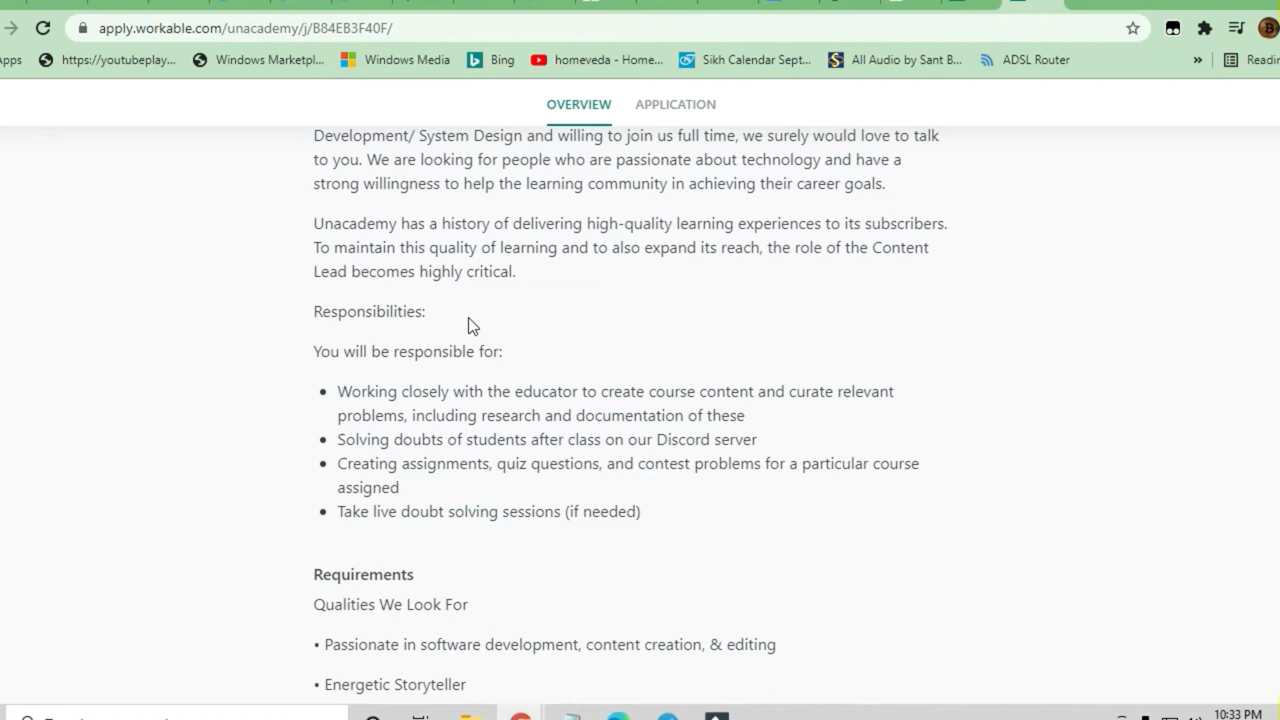 apply.workable.com/unacademy/j/B84EB3F40F/
Apps https://youtubeplay... Windows Marketpl... Windows Media Bing homeveda - Home... Sikh Calendar Sept... All Audio by Sant B... ADSL Router »
OVERVIEW APPLICATION
Development/ System Design and willing to join us full time, we surely would love to talk
to you. We are looking for people who are passionate about technology and have a
strong willingness to help the learning community in achieving their career goals.
Unacademy has a history of delivering high-quality learning experiences to its subscribers.
To maintain this quality of learning and to also expand its reach, the role of the Content
Lead becomes highly critical.
Responsibilities:
You will be responsible for:
• Working closely with the educator to create course content and curate relevant
problems, including research and documentation of these
• Solving doubts of students after class on our Discord server
• Creating assignments, quiz questions, and contest problems for a particular course
assigned
• Take live doubt solving sessions (if needed)
Requirements
Qualities We Look For
• Passionate in software development, content creation, & editing
• Energetic Storyteller
10:33 PM